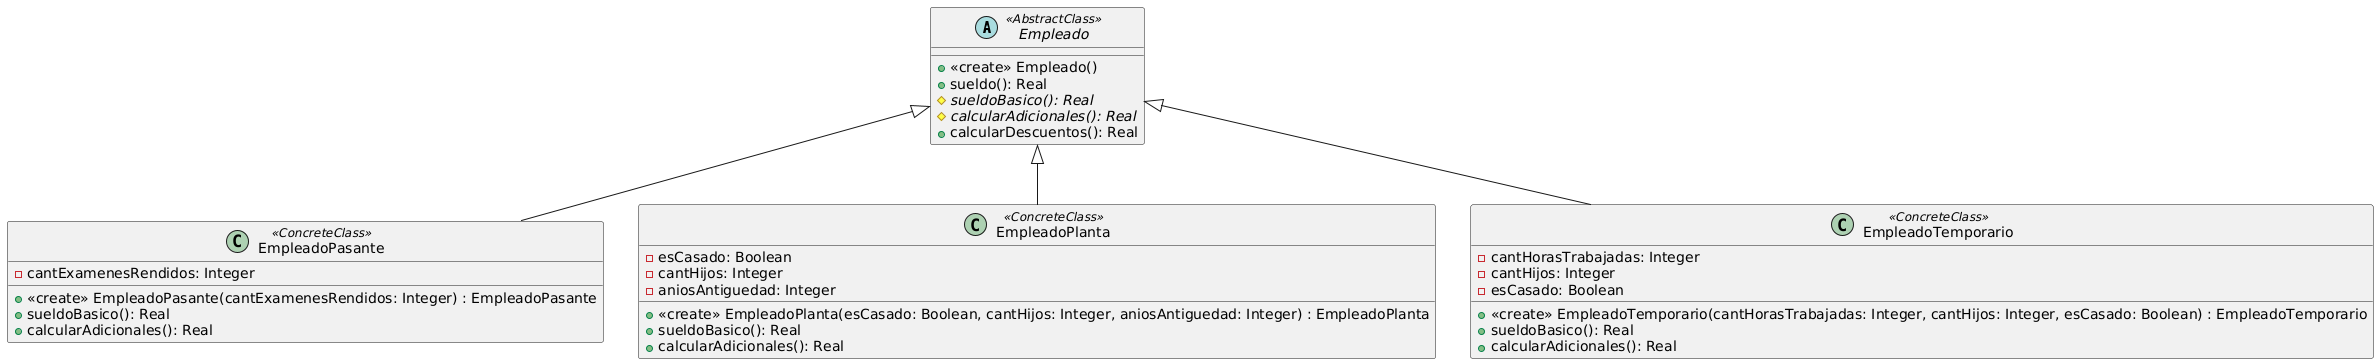 A
«AbstractClass»
Empleado
«create» Empleado()
sueldo(): Real
sueldoBasico(): Real
calcularAdicionales(): Real
calcularDescuentos(): Real
C
«ConcreteClass»
EmpleadoPasante
cantExamenesRendidos: Integer
«create» EmpleadoPasante(cantExamenesRendidos: Integer) : EmpleadoPasante
sueldoBasico(): Real
calcularAdicionales(): Real
C
«ConcreteClass»
EmpleadoPlanta
esCasado: Boolean
cantHijos: Integer
aniosAntiguedad: Integer
«create» EmpleadoPlanta(esCasado: Boolean, cantHijos: Integer, aniosAntiguedad: Integer) : EmpleadoPlanta
sueldoBasico(): Real
calcularAdicionales(): Real
C
«ConcreteClass»
EmpleadoTemporario
cantHorasTrabajadas: Integer
cantHijos: Integer
esCasado: Boolean
«create» EmpleadoTemporario(cantHorasTrabajadas: Integer, cantHijos: Integer, esCasado: Boolean) : EmpleadoTemporario
sueldoBasico(): Real
calcularAdicionales(): Real